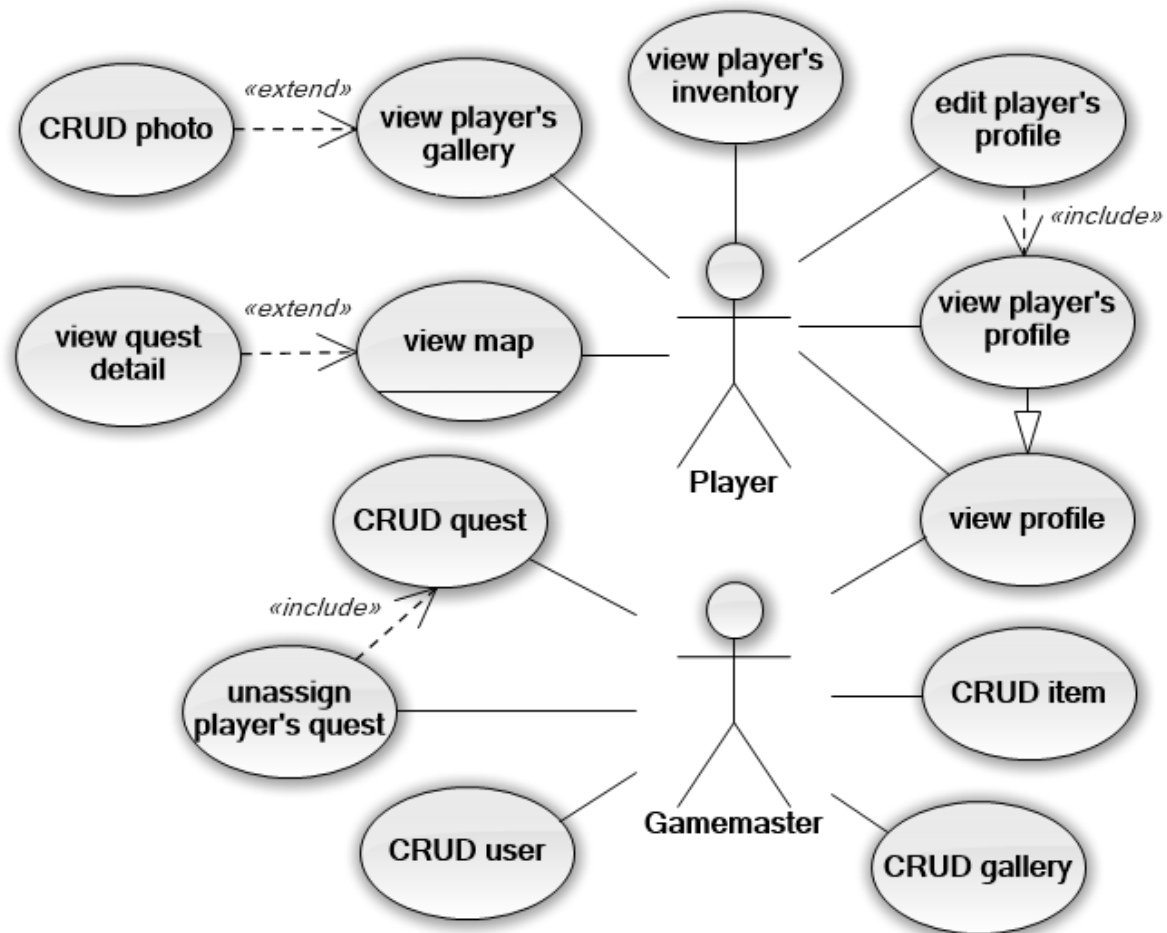 view player's
inventory
edit player's
profile
«extend»
CRUD photo
view player's
gallery
«include»
view player's
profile
«extend»
view quest
detail
view map
Player
CRUD quest
view profile
«include»
unassign
player's quest
CRUD item
Gamemaster
CRUD user
CRUD gallery